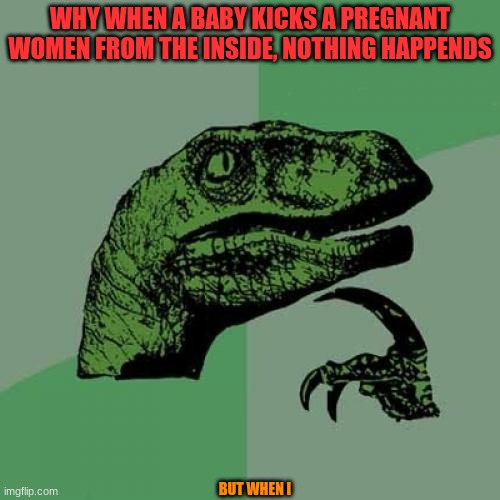 WHY WHEN A BABY KICKS A PREGNANT
WOMEN FROM THE INSIDE, NOTHING HAPPENDS
BUT WHEN I
imgflip.com